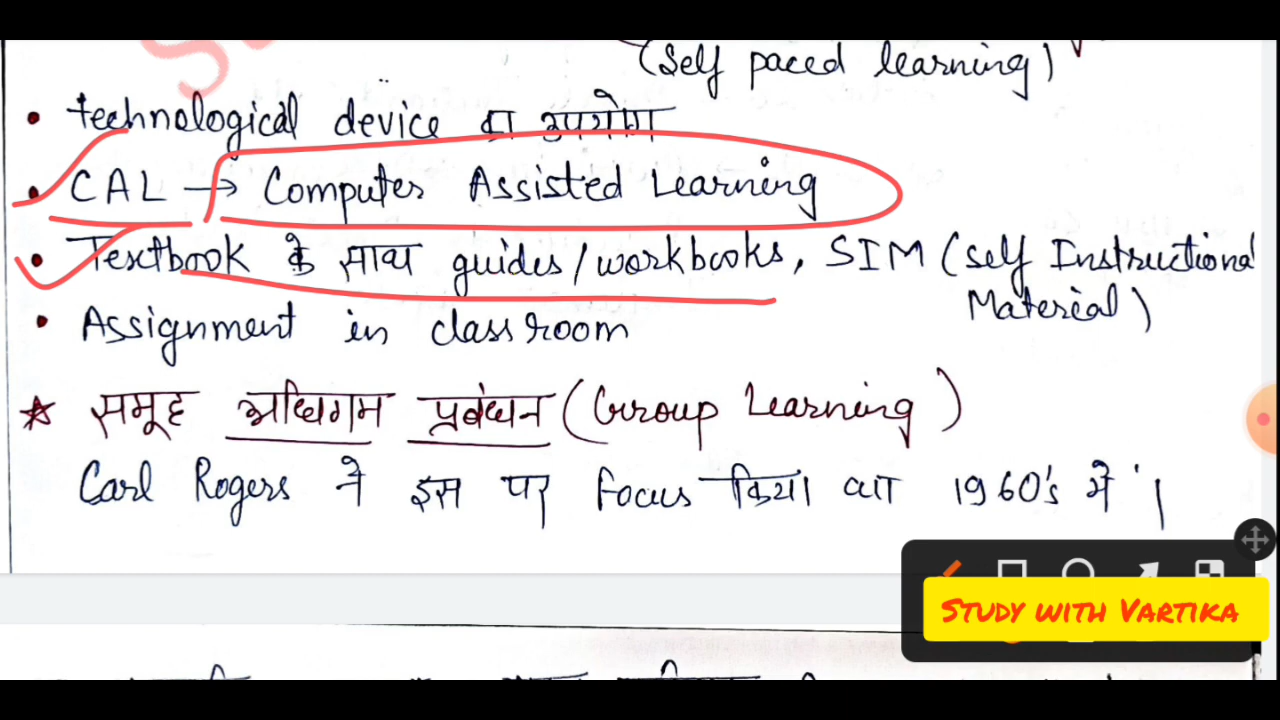 (Self paced learning)
• technological device का उपयोग
• CAL → Computer Assisted Learning
• Textbook के साथ guides/workbooks, SIM (Self Instructional Material)
• Assignment in classroom
☆ समूह अधिगम प्रबंधन (Group Learning)
Carl Rogers ने इस पर focus किया था 1960's में।
STUDY WITH VARTIKA